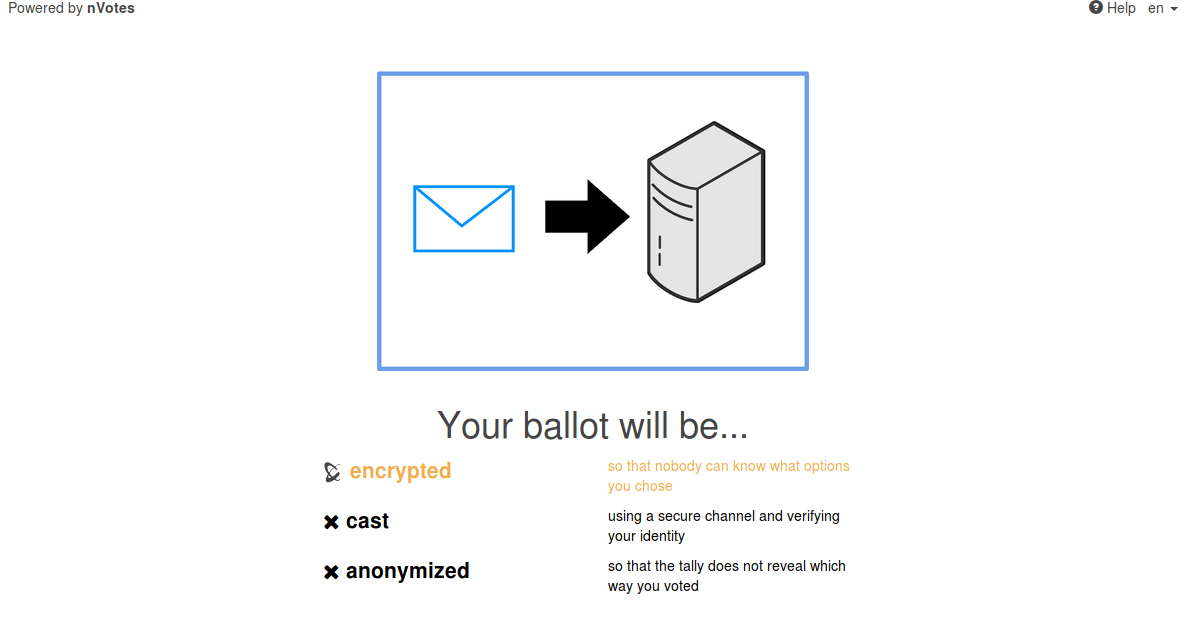 Powered by nVotes
Help en
Your ballot will be...
encrypted
so that nobody can know what options
you chose
cast
using a secure channel and verifying
your identity
anonymized
so that the tally does not reveal which
way you voted